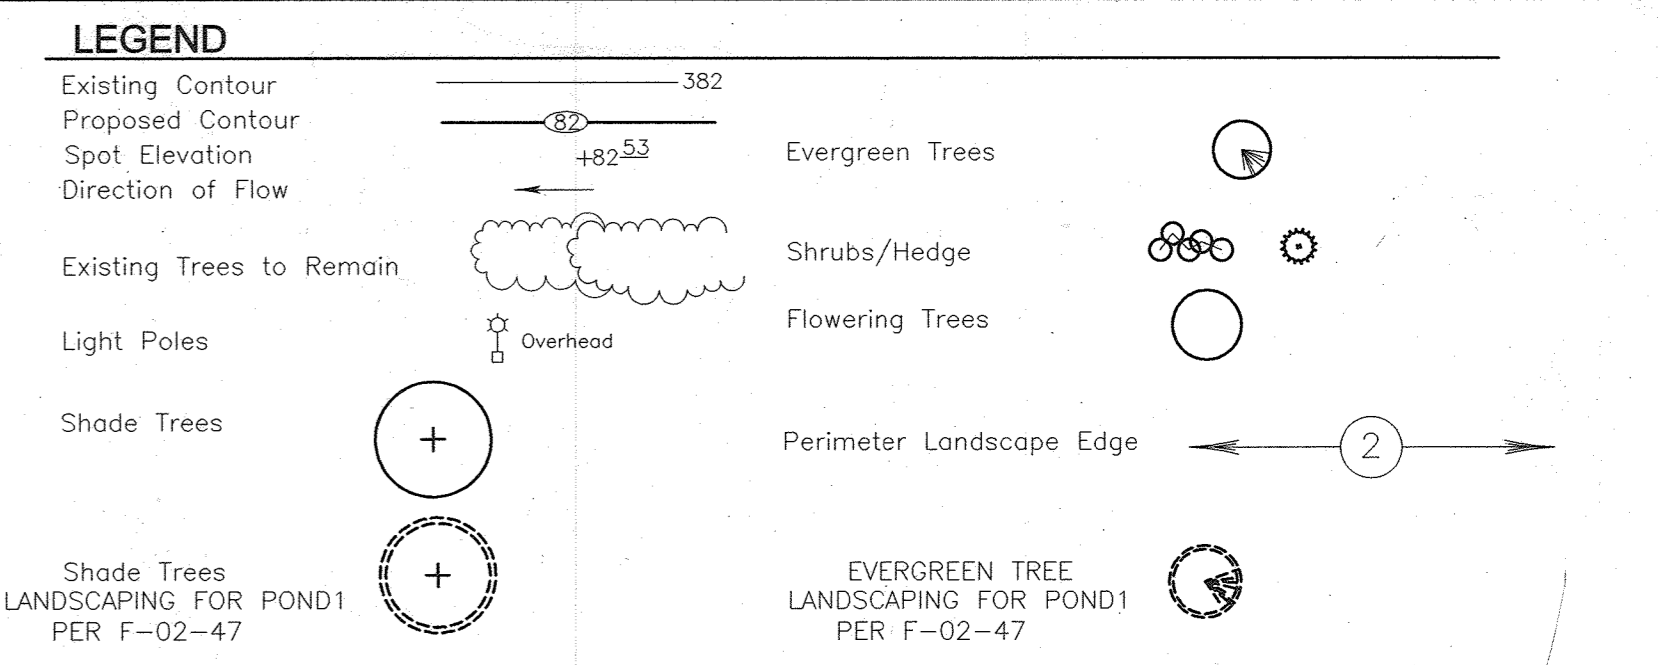 LEGEND
Existing Contour 382
Proposed Contour 82
Spot Elevation +82 53
Direction of Flow
Existing Trees to Remain
Light Poles Overhead
Shade Trees
Shade Trees
LANDSCAPING FOR POND1
PER F-02-47
Evergreen Trees
Shrubs/Hedge
Flowering Trees
Perimeter Landscape Edge 2
EVERGREEN TREE
LANDSCAPING FOR POND1
PER F-02-47